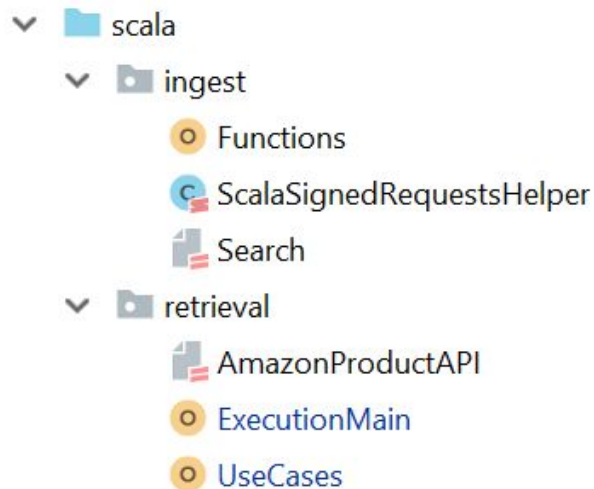 scala
ingest
Functions
ScalaSignedRequestsHelper
Search
retrieval
AmazonProductAPI
ExecutionMain
UseCases